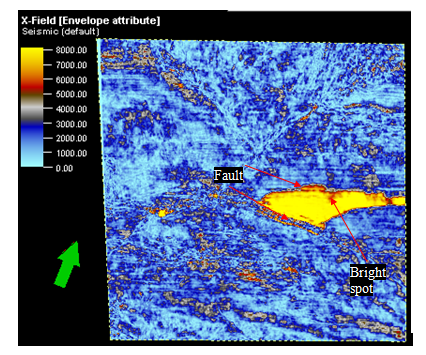 X-Field [Envelope attribute]
Seismic (default)
8000.00
7000.00
6000.00
5000.00
4000.00
3000.00
2000.00
1000.00
0.00
Fault
Bright
spot